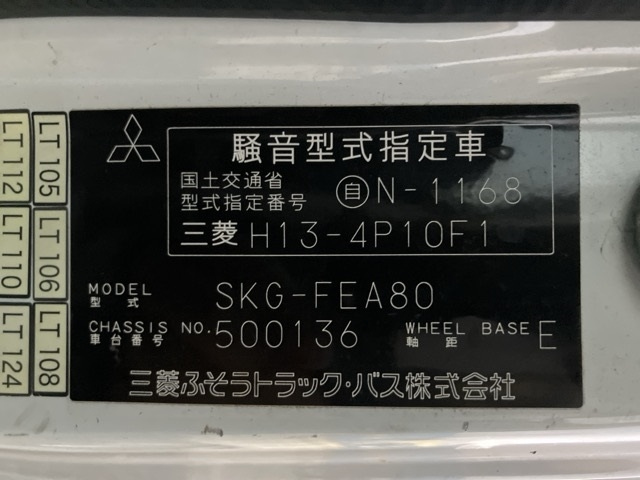 騒音型式指定車
国土交通省
型式指定番号 自N-1168
三菱 H13-4P10F1
MODEL 型式 SKG-FEA80
CHASSIS NO. 車台番号 500136 WHEEL BASE 軸距 E
三菱ふそうトラック・バス株式会社
LT 112 LT 105
LT 110 LT 106
LT 124 LT 108